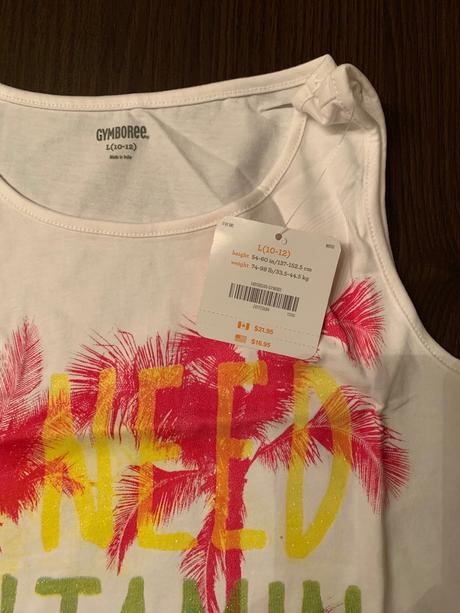 GYMBOREE.
L(10-12)
Made in India
L(10-12)
height 54-60 in/137-152.5 cm
weight 74-98 lb/33.5-44.5 kg
$21.95
$16.95
NEED